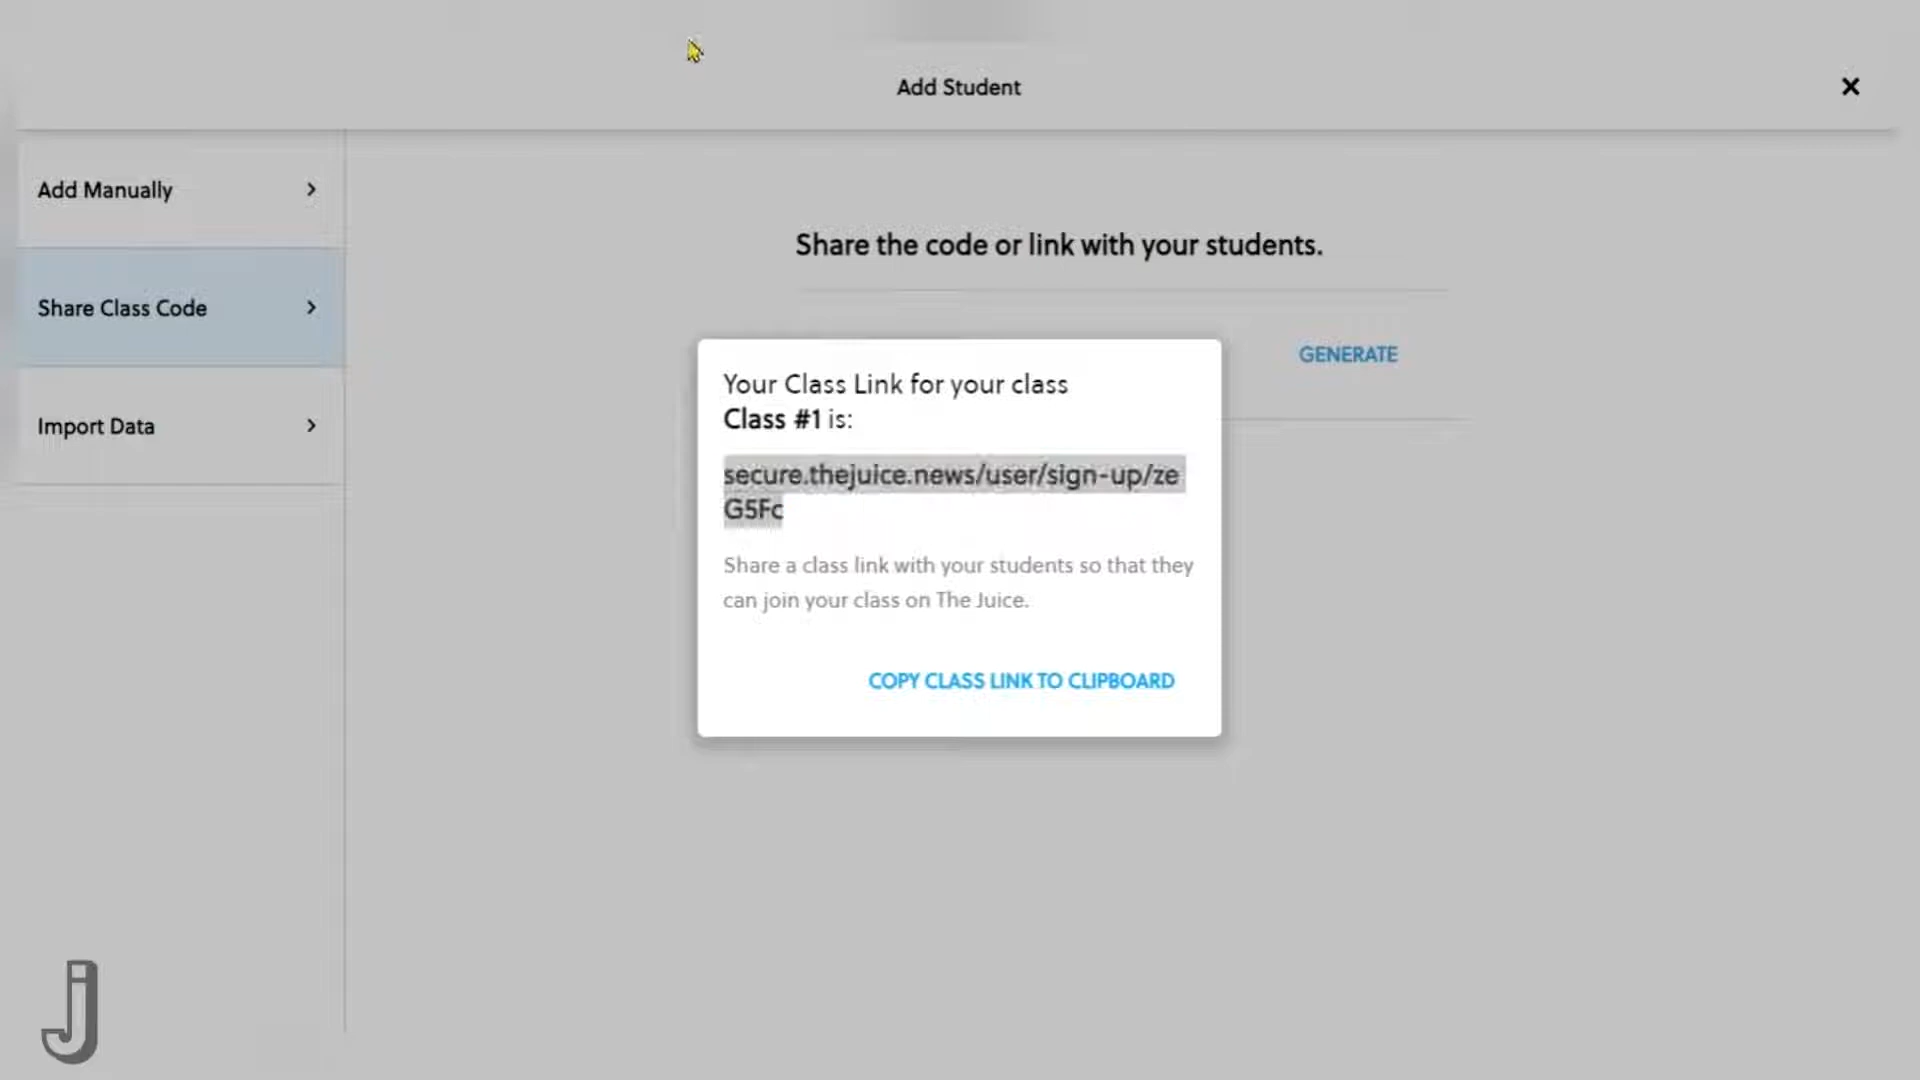 Add Student
Add Manually
Share Class Code
Import Data
Share the code or link with your students.
GENERATE
Your Class Link for your class
Class #1 is:
secure.thejuice.news/user/sign-up/ze
G5Fc
Share a class link with your students so that they
can join your class on The Juice.
COPY CLASS LINK TO CLIPBOARD
J